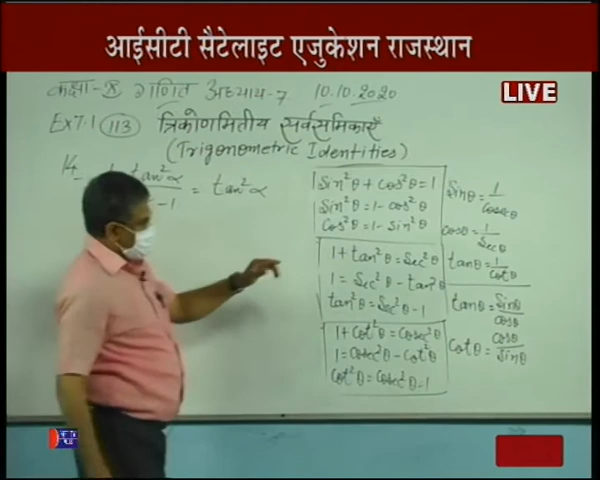 आईसीटी सैटेलाइट एजुकेशन राजस्थान
LIVE
कक्षा-X गणित अध्याय-7 10.10.2020
Ex7.1 (113) त्रिकोणमितीय सर्वसमिकाएँ
(Trigonometric Identities)
14 tan²α / -1 = tan²α
Sin²θ + Cos²θ = 1
Sin²θ = 1 - Cos²θ
Cos²θ = 1 - Sin²θ
1 + tan²θ = Sec²θ
1 = Sec²θ - tan²θ
tan²θ = Sec²θ - 1
1 + Cot²θ = Cosec²θ
1 = Cosec²θ - Cot²θ
Cot²θ = Cosec²θ - 1
Sinθ = 1/Cosecθ
Cosθ = 1/Secθ
tanθ = 1/Cotθ
tanθ = Sinθ/Cosθ
Cotθ = Cosθ/Sinθ